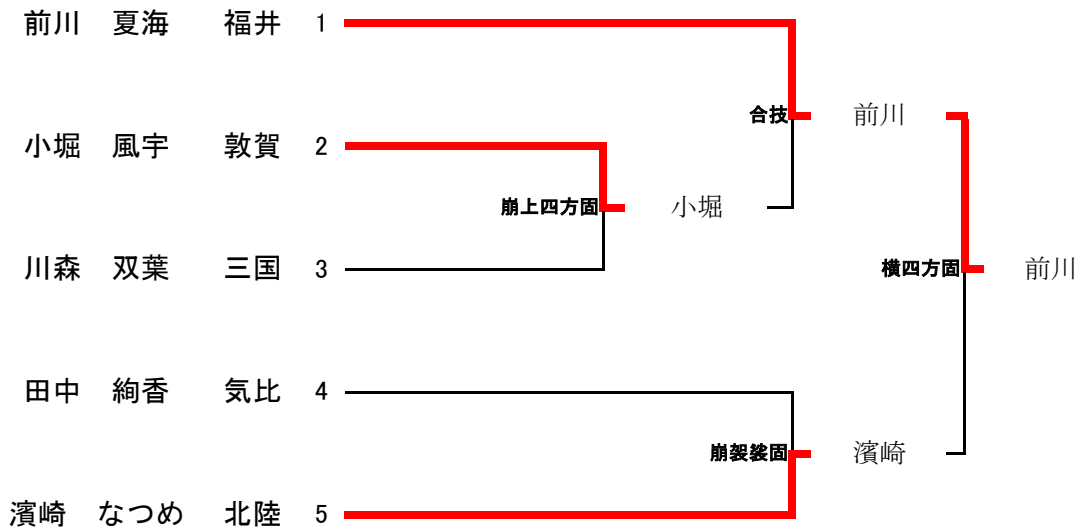 前川 夏海 福井 1
合技 前川
小堀 風宇 敦賀 2
崩上四方固 小堀
川森 双葉 三国 3
横四方固 前川
田中 絢香 気比 4
崩袈裟固 濱崎
濱崎 なつめ 北陸 5